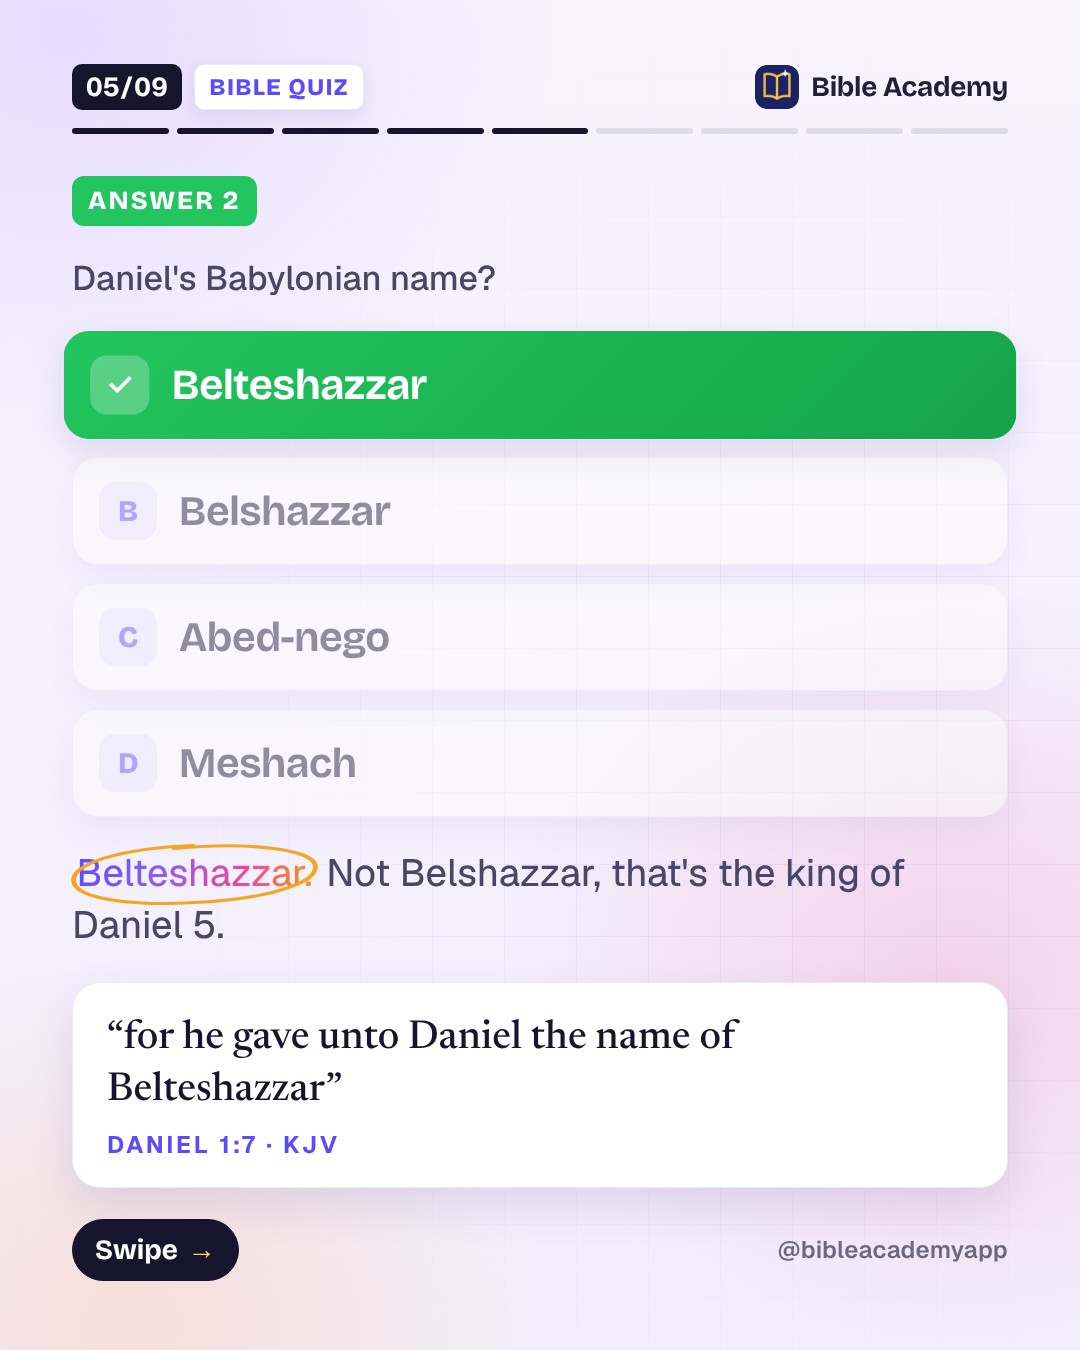 05/09
BIBLE QUIZ
Bible Academy
ANSWER 2
Daniel's Babylonian name?
Belteshazzar
B
Belshazzar
C
Abed-nego
D
Meshach
Belteshazzar. Not Belshazzar, that's the king of
Daniel 5.
“for he gave unto Daniel the name of
Belteshazzar”
DANIEL 1:7 · KJV
Swipe →
@bibleacademyapp